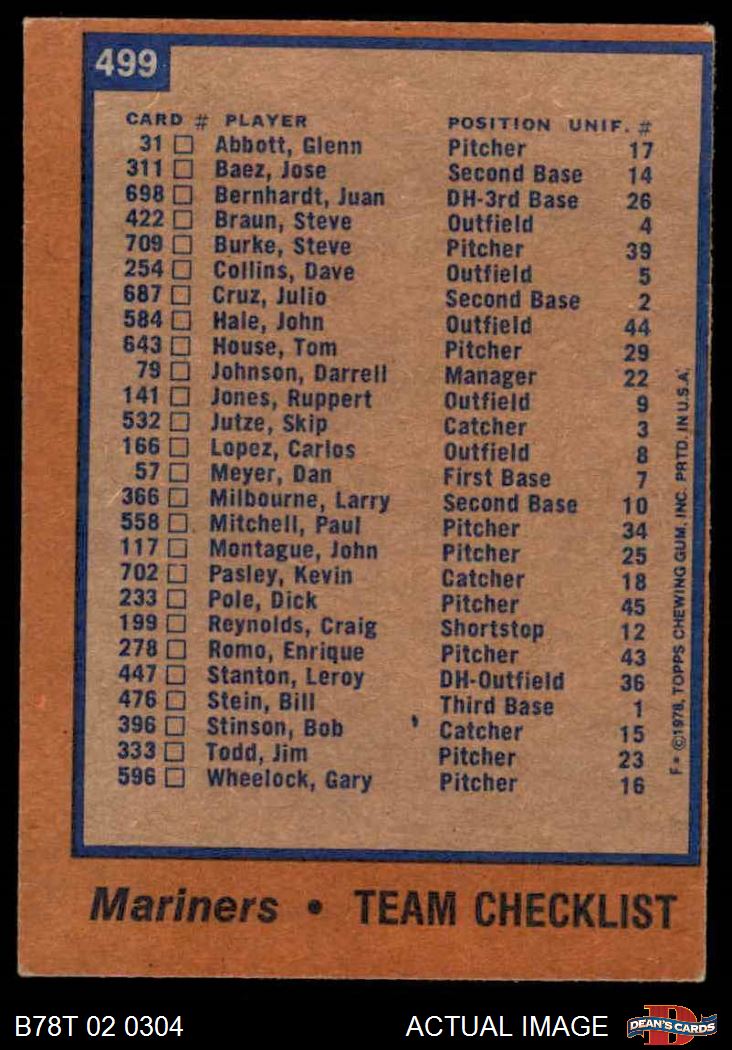 499
CARD # PLAYER POSITION UNIF. #
31 Abbott, Glenn Pitcher 17
311 Baez, Jose Second Base 14
698 Bernhardt, Juan DH-3rd Base 26
422 Braun, Steve Outfield 4
709 Burke, Steve Pitcher 39
254 Collins, Dave Outfield 5
687 Cruz, Julio Second Base 2
584 Hale, John Outfield 44
643 House, Tom Pitcher 29
79 Johnson, Darrell Manager 22
141 Jones, Ruppert Outfield 9
532 Jutze, Skip Catcher 3
166 Lopez, Carlos Outfield 8
57 Meyer, Dan First Base 7
366 Milbourne, Larry Second Base 10
558 Mitchell, Paul Pitcher 34
117 Montague, John Pitcher 25
702 Pasley, Kevin Catcher 18
233 Pole, Dick Pitcher 45
199 Reynolds, Craig Shortstop 12
278 Romo, Enrique Pitcher 43
447 Stanton, Leroy DH-Outfield 36
476 Stein, Bill Third Base 1
396 Stinson, Bob Catcher 15
333 Todd, Jim Pitcher 23
596 Wheelock, Gary Pitcher 16
F* ©1978, TOPPS CHEWING GUM, INC. PRTD. IN U.S.A.
Mariners • TEAM CHECKLIST
B78T 02 0304 ACTUAL IMAGE DEAN'S CARDS